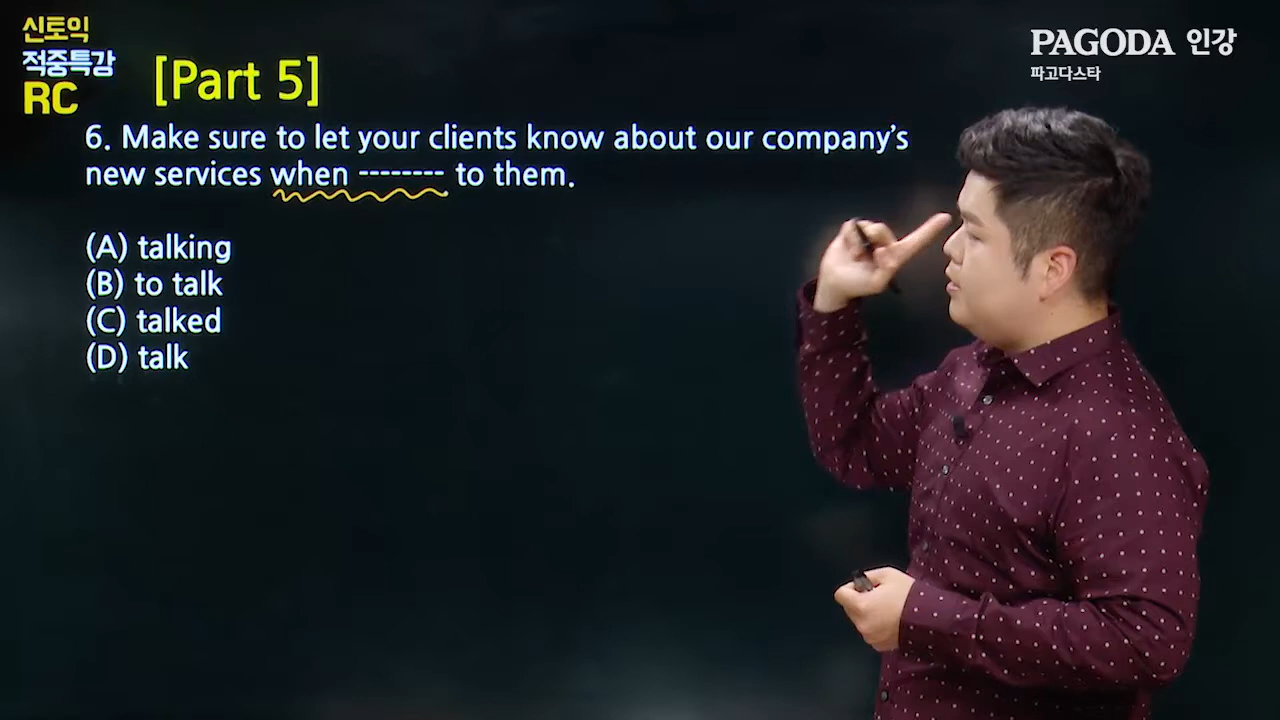 신토익
적중특강
RC
[Part 5]
PAGODA 인강
파고다스타
6. Make sure to let your clients know about our company's
new services when -------- to them.
(A) talking
(B) to talk
(C) talked
(D) talk